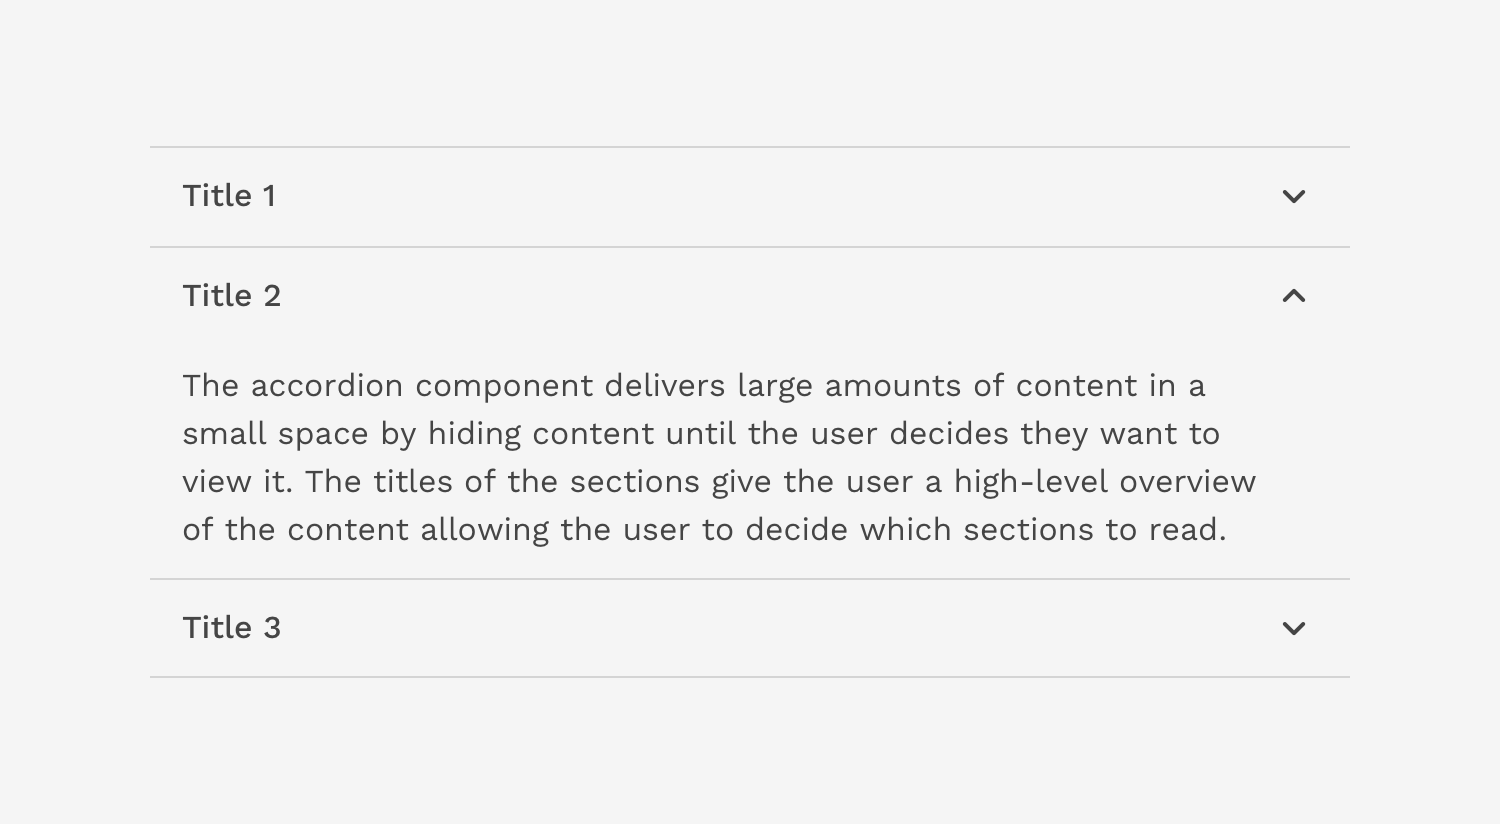 Title 1
Title 2
The accordion component delivers large amounts of content in a
small space by hiding content until the user decides they want to
view it. The titles of the sections give the user a high-level overview
of the content allowing the user to decide which sections to read.
Title 3